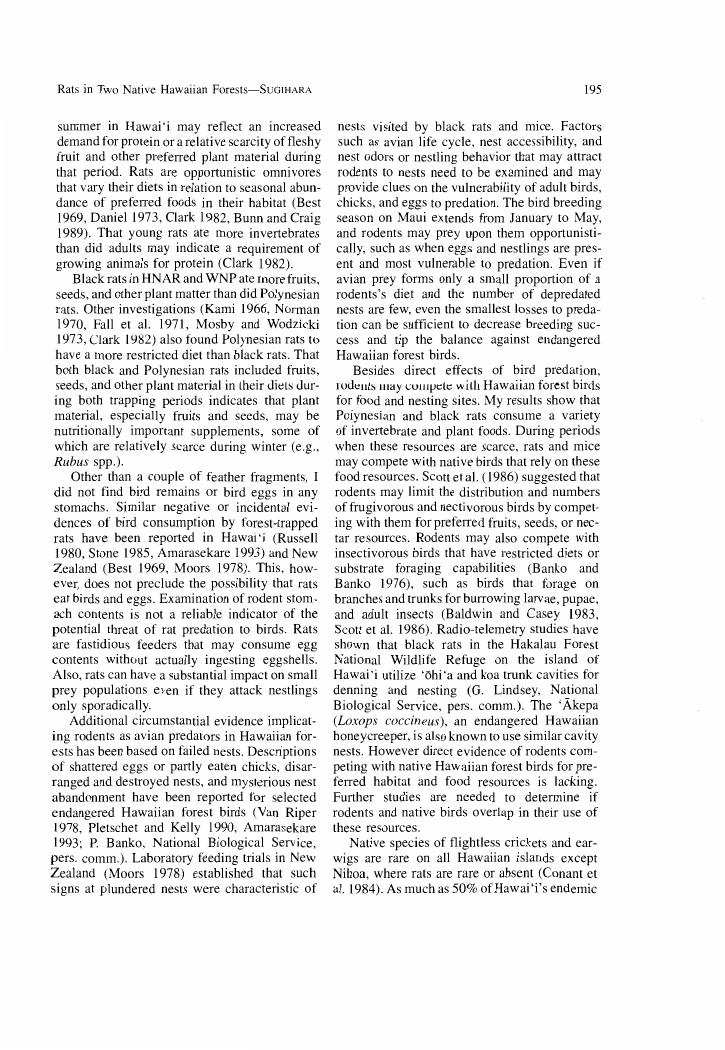 Rats in Two Native Hawaiian Forests—SUGIHARA 195
summer in Hawai‘i may reflect an increased
demand for protein or a relative scarcity of fleshy
fruit and other preferred plant material during
that period. Rats are opportunistic omnivores
that vary their diets in relation to seasonal abun-
dance of preferred foods in their habitat (Best
1969, Daniel 1973, Clark 1982, Bunn and Craig
1989). That young rats ate more invertebrates
than did adults may indicate a requirement of
growing animals for protein (Clark 1982).
Black rats in HNAR and WNP ate more fruits,
seeds, and other plant matter than did Polynesian
rats. Other investigations (Kami 1966, Norman
1970, Fall et al. 1971, Mosby and Wodzicki
1973, Clark 1982) also found Polynesian rats to
have a more restricted diet than black rats. That
both black and Polynesian rats included fruits,
seeds, and other plant material in their diets dur-
ing both trapping periods indicates that plant
material, especially fruits and seeds, may be
nutritionally important supplements, some of
which are relatively scarce during winter (e.g.,
Rubus spp.).
Other than a couple of feather fragments, I
did not find bird remains or bird eggs in any
stomachs. Similar negative or incidental evi-
dences of bird consumption by forest-trapped
rats have been reported in Hawai‘i (Russell
1980, Stone 1985, Amarasekare 1993) and New
Zealand (Best 1969, Moors 1978). This, how-
ever, does not preclude the possibility that rats
eat birds and eggs. Examination of rodent stom-
ach contents is not a reliable indicator of the
potential threat of rat predation to birds. Rats
are fastidious feeders that may consume egg
contents without actually ingesting eggshells.
Also, rats can have a substantial impact on small
prey populations even if they attack nestlings
only sporadically.
Additional circumstantial evidence implicat-
ing rodents as avian predators in Hawaiian for-
ests has been based on failed nests. Descriptions
of shattered eggs or partly eaten chicks, disar-
ranged and destroyed nests, and mysterious nest
abandonment have been reported for selected
endangered Hawaiian forest birds (Van Riper
1978, Pletschet and Kelly 1990, Amarasekare
1993; P. Banko, National Biological Service,
pers. comm.). Laboratory feeding trials in New
Zealand (Moors 1978) established that such
signs at plundered nests were characteristic of
nests visited by black rats and mice. Factors
such as avian life cycle, nest accessibility, and
nest odors or nestling behavior that may attract
rodents to nests need to be examined and may
provide clues on the vulnerability of adult birds,
chicks, and eggs to predation. The bird breeding
season on Maui extends from January to May,
and rodents may prey upon them opportunisti-
cally, such as when eggs and nestlings are pres-
ent and most vulnerable to predation. Even if
avian prey forms only a small proportion of a
rodents's diet and the number of depredated
nests are few, even the smallest losses to preda-
tion can be sufficient to decrease breeding suc-
cess and tip the balance against endangered
Hawaiian forest birds.
Besides direct effects of bird predation,
rodents may compete with Hawaiian forest birds
for food and nesting sites. My results show that
Polynesian and black rats consume a variety
of invertebrate and plant foods. During periods
when these resources are scarce, rats and mice
may compete with native birds that rely on these
food resources. Scott et al. (1986) suggested that
rodents may limit the distribution and numbers
of frugivorous and nectivorous birds by compet-
ing with them for preferred fruits, seeds, or nec-
tar resources. Rodents may also compete with
insectivorous birds that have restricted diets or
substrate foraging capabilities (Banko and
Banko 1976), such as birds that forage on
branches and trunks for burrowing larvae, pupae,
and adult insects (Baldwin and Casey 1983,
Scott et al. 1986). Radio-telemetry studies have
shown that black rats in the Hakalau Forest
National Wildlife Refuge on the island of
Hawai‘i utilize ‘ōhi‘a and koa trunk cavities for
denning and nesting (G. Lindsey, National
Biological Service, pers. comm.). The ‘Ākepa
(Loxops coccineus), an endangered Hawaiian
honeycreeper, is also known to use similar cavity
nests. However direct evidence of rodents com-
peting with native Hawaiian forest birds for pre-
ferred habitat and food resources is lacking.
Further studies are needed to determine if
rodents and native birds overlap in their use of
these resources.
Native species of flightless crickets and ear-
wigs are rare on all Hawaiian islands except
Nihoa, where rats are rare or absent (Conant et
al. 1984). As much as 50% of Hawai‘i's endemic